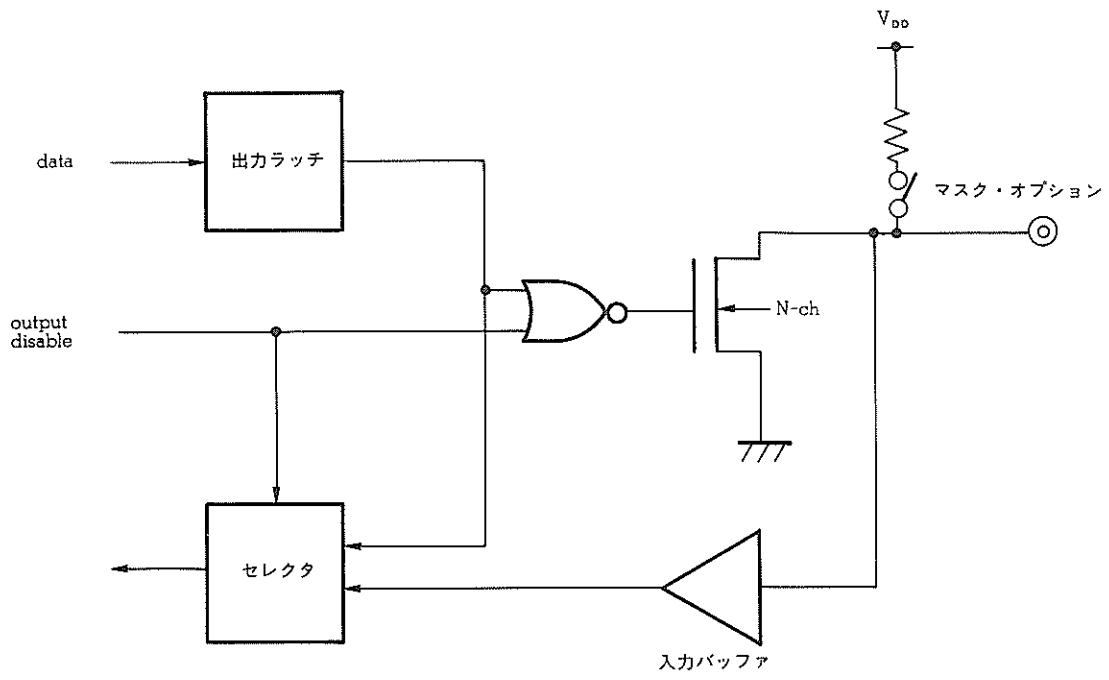 V_DD
data
出力ラッチ
マスク・オプション
N-ch
output
disable
セレクタ
入力バッファ